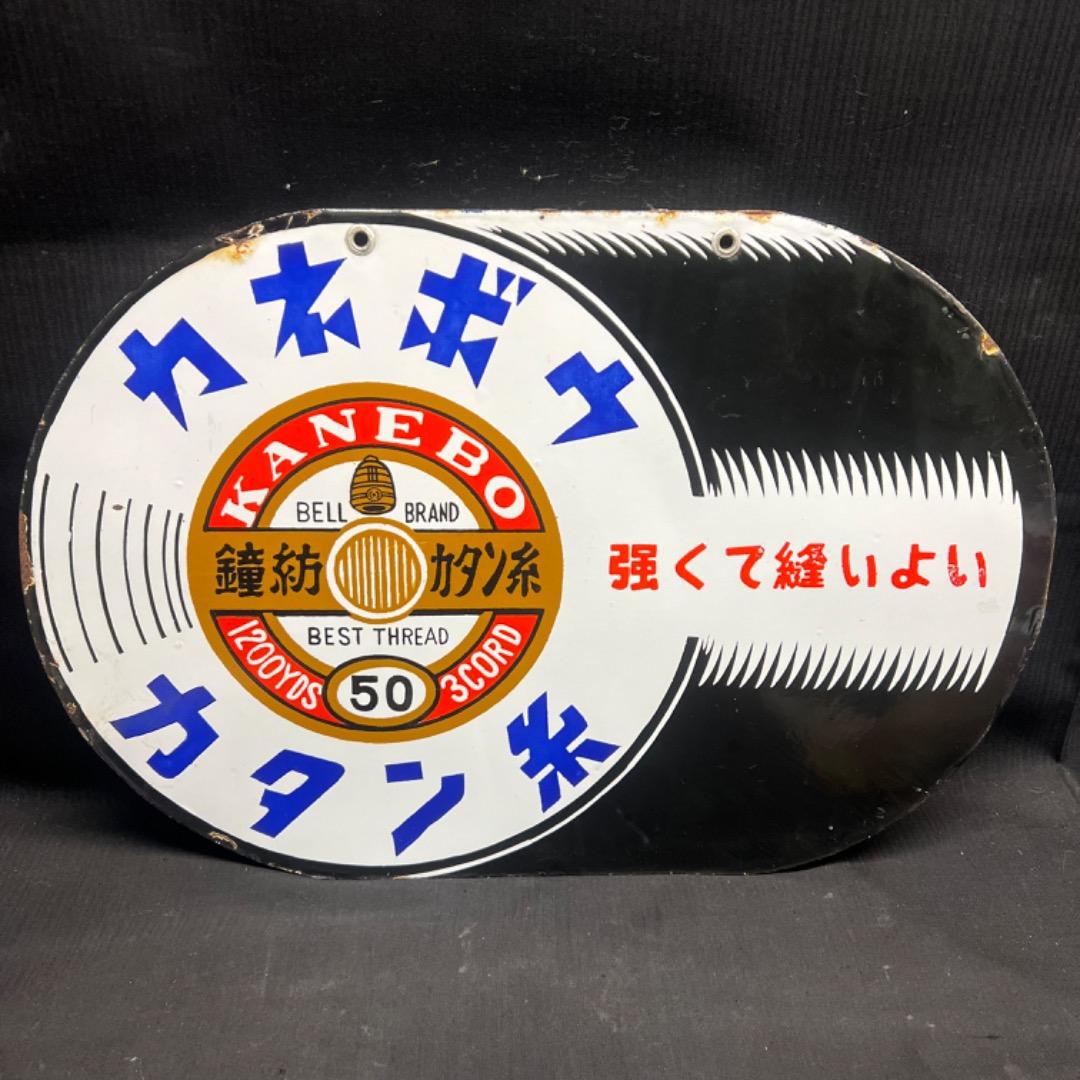 カネボウ
KANEBO
BELL BRAND
鐘紡 カタン糸
BEST THREAD
1200YDS 50 3CORD
カタン糸
強くて縫いよい